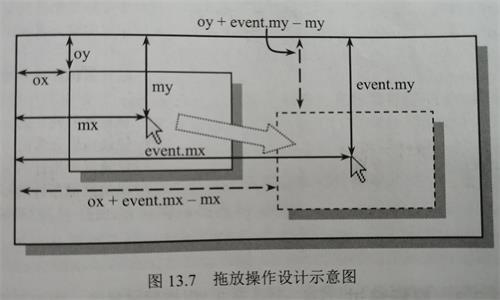 oy + event.my – my
oy
ox
my
event.my
mx
event.mx
ox + event.mx – mx
图 13.7 拖放操作设计示意图